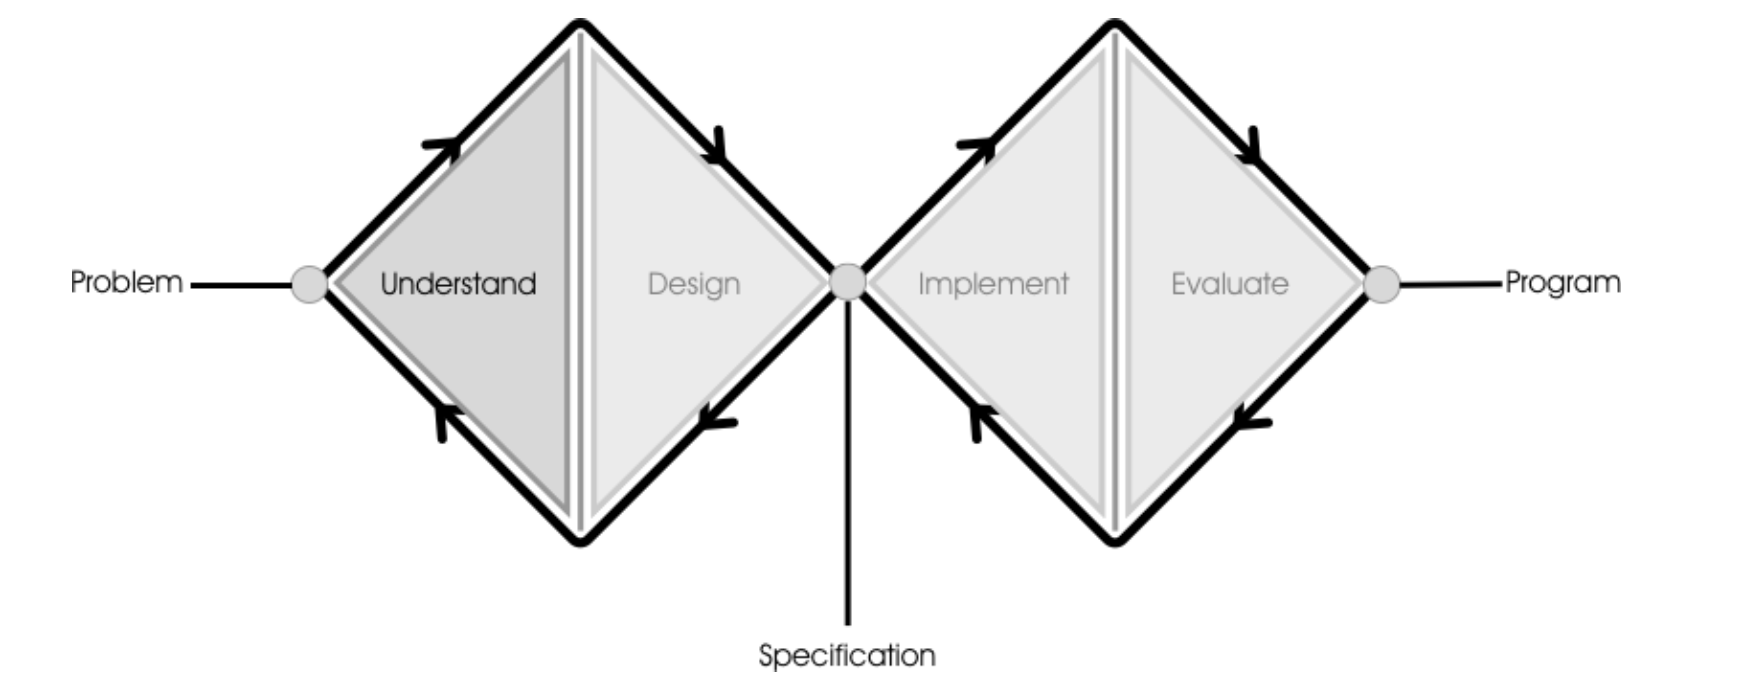 Problem
Understand
Design
Implement
Evaluate
Program
Specification